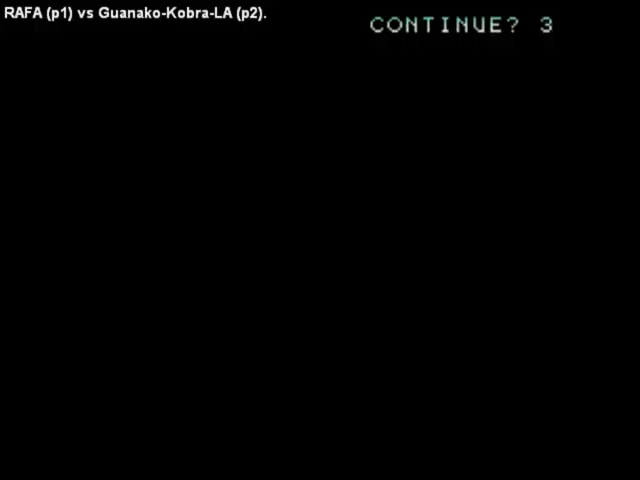 RAFA (p1) vs Guanako-Kobra-LA (p2).
CONTINUE? 3